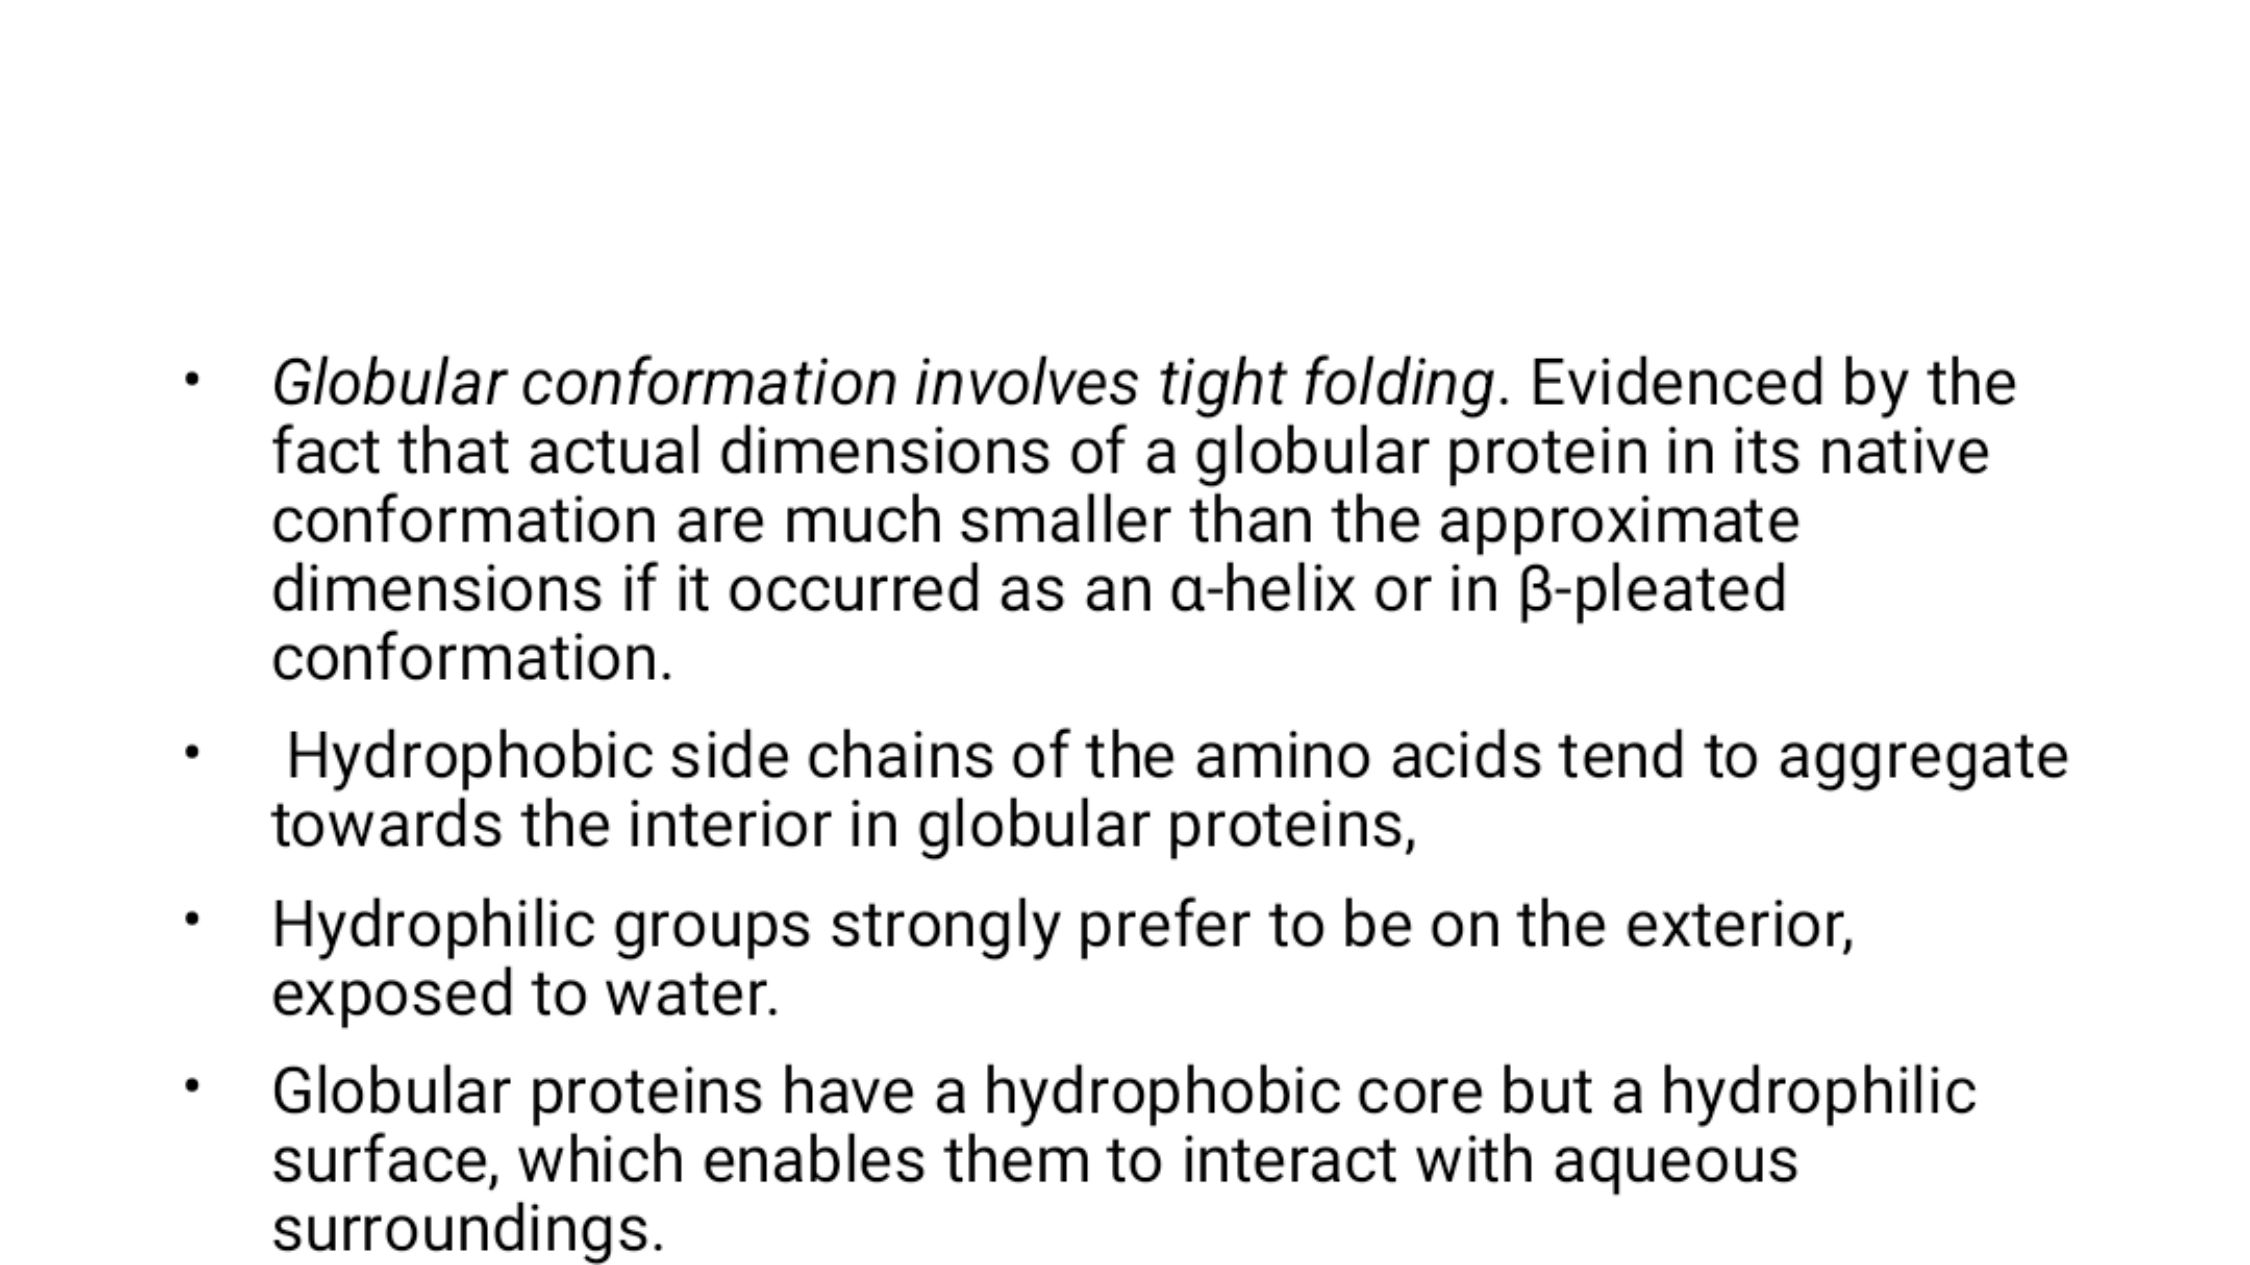 • Globular conformation involves tight folding. Evidenced by the
fact that actual dimensions of a globular protein in its native
conformation are much smaller than the approximate
dimensions if it occurred as an α-helix or in β-pleated
conformation.
• Hydrophobic side chains of the amino acids tend to aggregate
towards the interior in globular proteins,
• Hydrophilic groups strongly prefer to be on the exterior,
exposed to water.
• Globular proteins have a hydrophobic core but a hydrophilic
surface, which enables them to interact with aqueous
surroundings.